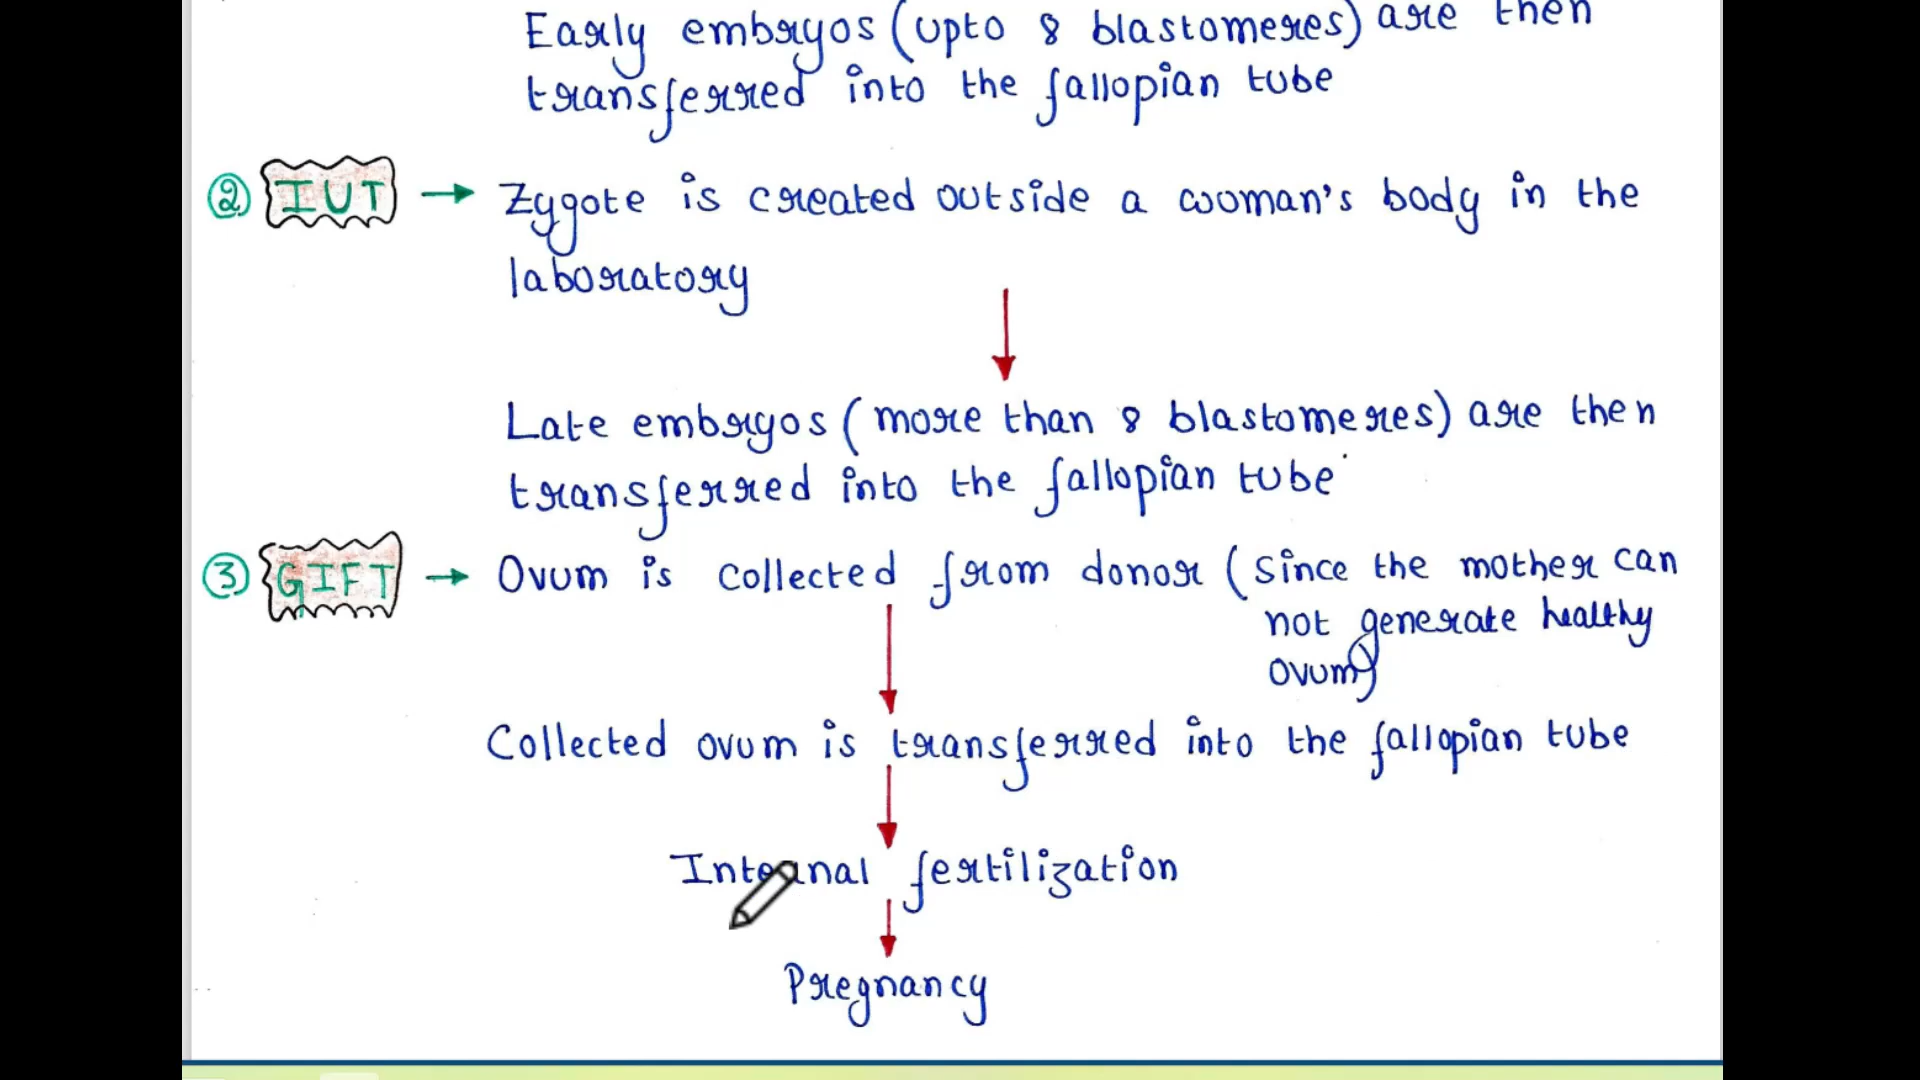 Early embryos (upto 8 blastomeres) are then
transferred into the fallopian tube
② IUT → Zygote is created outside a woman's body in the
laboratory
Late embryos (more than 8 blastomeres) are then
transferred into the fallopian tube
③ GIFT → Ovum is collected from donor (since the mother can
not generate healthy
ovum)
Collected ovum is transferred into the fallopian tube
Internal fertilization
Pregnancy